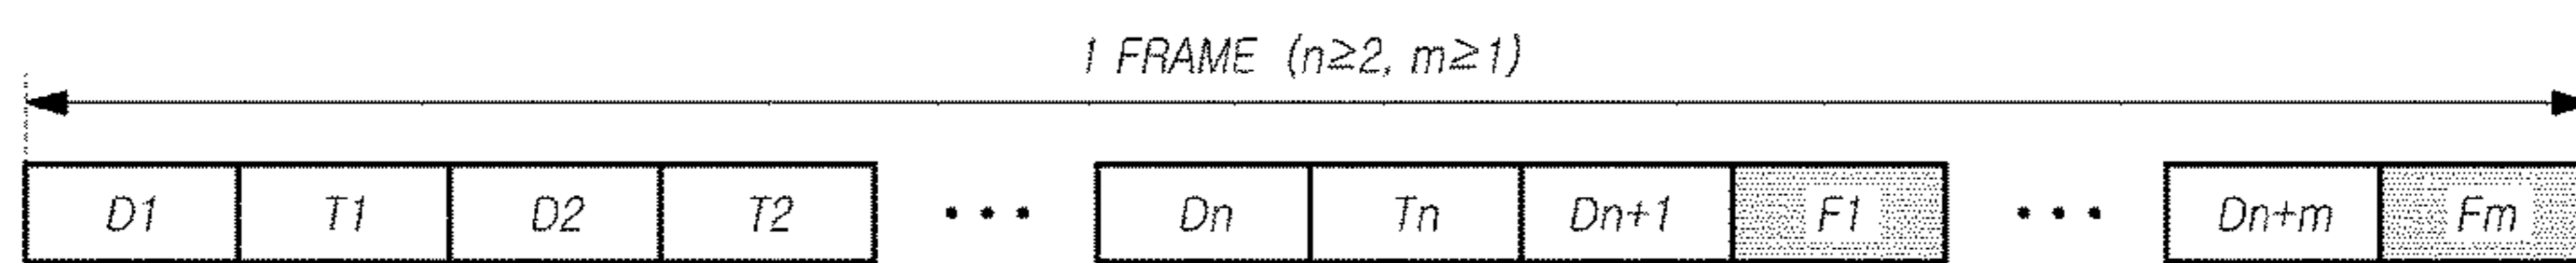 1 FRAME (n≧2, m≧1)
D1 T1 D2 T2 ••• Dn Tn Dn+1 F1 ••• Dn+m Fm